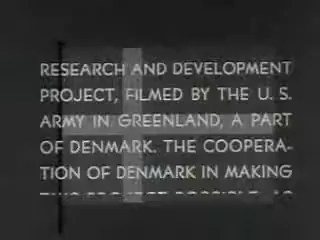 RESEARCH AND DEVELOPMENT
PROJECT, FILMED BY THE U. S.
ARMY IN GREENLAND, A PART
OF DENMARK. THE COOPERA-
TION OF DENMARK IN MAKING